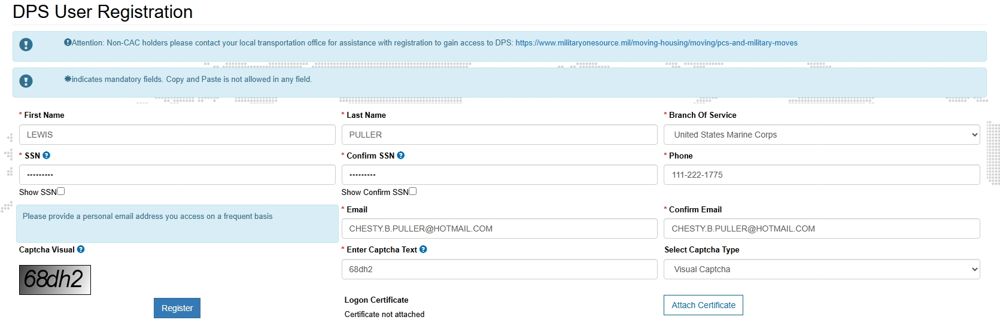 DPS User Registration
Attention: Non-CAC holders please contact your local transportation office for assistance with registration to gain access to DPS: https://www.militaryonesource.mil/moving-housing/moving/pcs-and-military-moves
✱indicates mandatory fields. Copy and Paste is not allowed in any field.
* First Name
* Last Name
* Branch Of Service
LEWIS
PULLER
United States Marine Corps
* SSN
* Confirm SSN
* Phone
•••••••••
•••••••••
111-222-1775
Show SSN
Show Confirm SSN
Please provide a personal email address you access on a frequent basis
* Email
* Confirm Email
CHESTY.B.PULLER@HOTMAIL.COM
CHESTY.B.PULLER@HOTMAIL.COM
Captcha Visual
* Enter Captcha Text
Select Captcha Type
68dh2
68dh2
Visual Captcha
Register
Logon Certificate
Certificate not attached
Attach Certificate